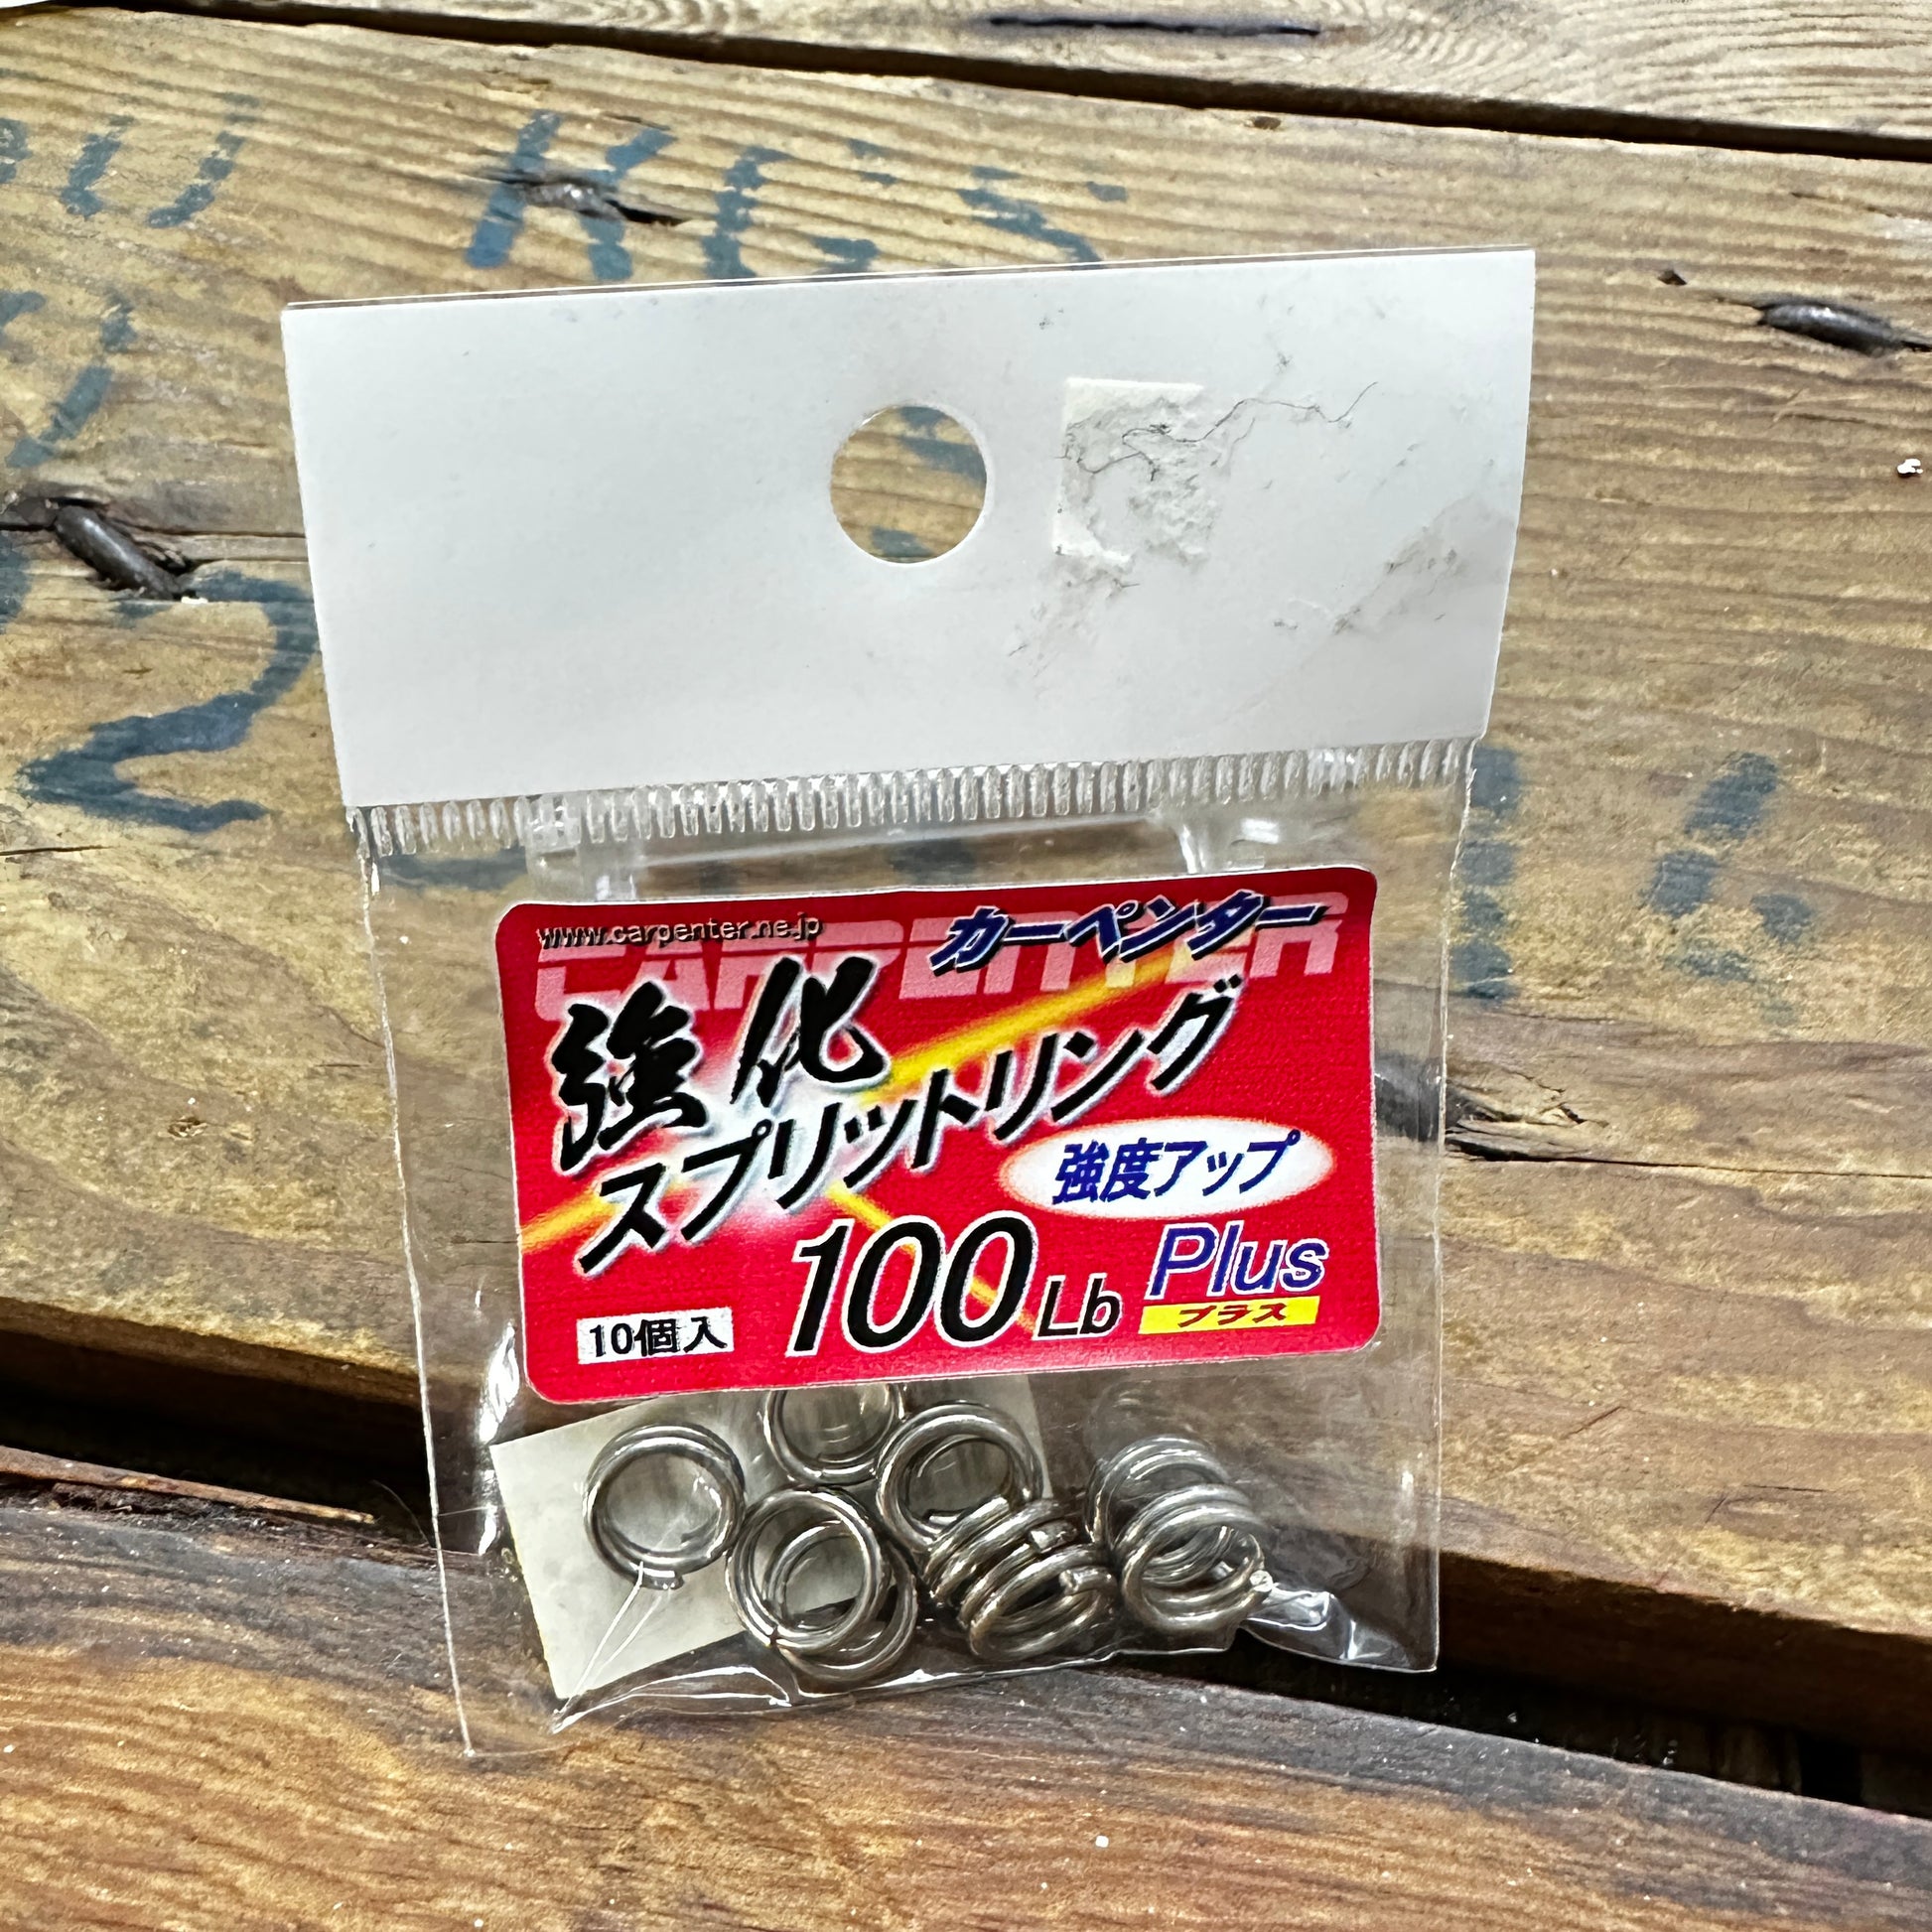 KGS
www.carpenter.ne.jp
CARPENTER
カーペンター
強化
スプリットリング
強度アップ
100Lb Plus
プラス
10個入